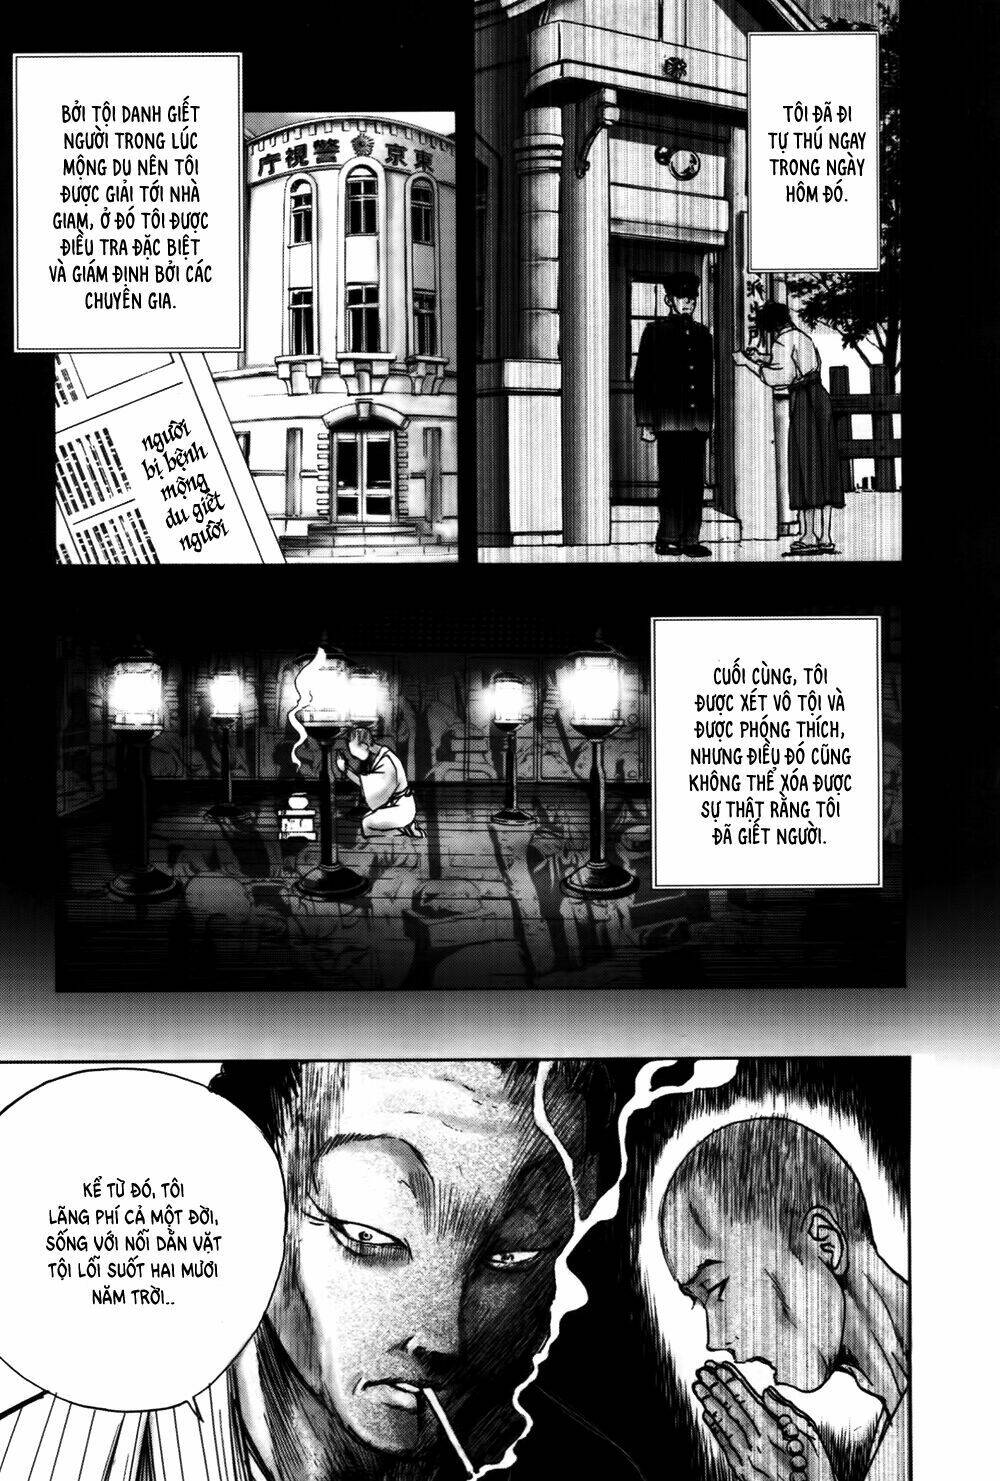 TÔI ĐÃ ĐI
TỰ THÚ NGAY
TRONG NGÀY
HÔM ĐÓ.
BỞI TỘI DANH GIẾT
NGƯỜI TRONG LÚC
MỘNG DU NÊN TÔI
ĐƯỢC GIẢI TỚI NHÀ
GIAM, Ở ĐÓ TÔI ĐƯỢC
ĐIỀU TRA ĐẶC BIỆT
VÀ GIÁM ĐỊNH BỞI CÁC
CHUYÊN GIA.
庁視警京東
người
bị bệnh
mộng
du giết
người
CUỐI CÙNG, TÔI
ĐƯỢC XÉT VÔ TỘI VÀ
ĐƯỢC PHÓNG THÍCH,
NHƯNG ĐIỀU ĐÓ CŨNG
KHÔNG THỂ XÓA ĐƯỢC
SỰ THẬT RẰNG TÔI
ĐÃ GIẾT NGƯỜI.
KỂ TỪ ĐÓ, TÔI
LÃNG PHÍ CẢ MỘT ĐỜI,
SỐNG VỚI NỖI DẰN VẶT
TỘI LỖI SUỐT HAI MƯƠI
NĂM TRỜI..